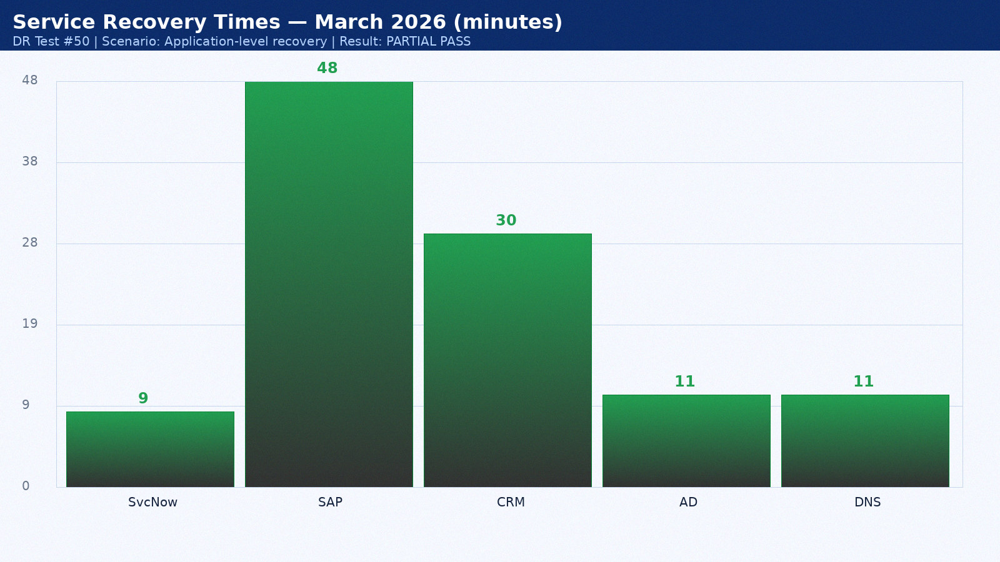 Service Recovery Times — March 2026 (minutes)
DR Test #50 | Scenario: Application-level recovery | Result: PARTIAL PASS
48
48
38
30
28
19
11
11
9
9
0
SvcNow
SAP
CRM
AD
DNS